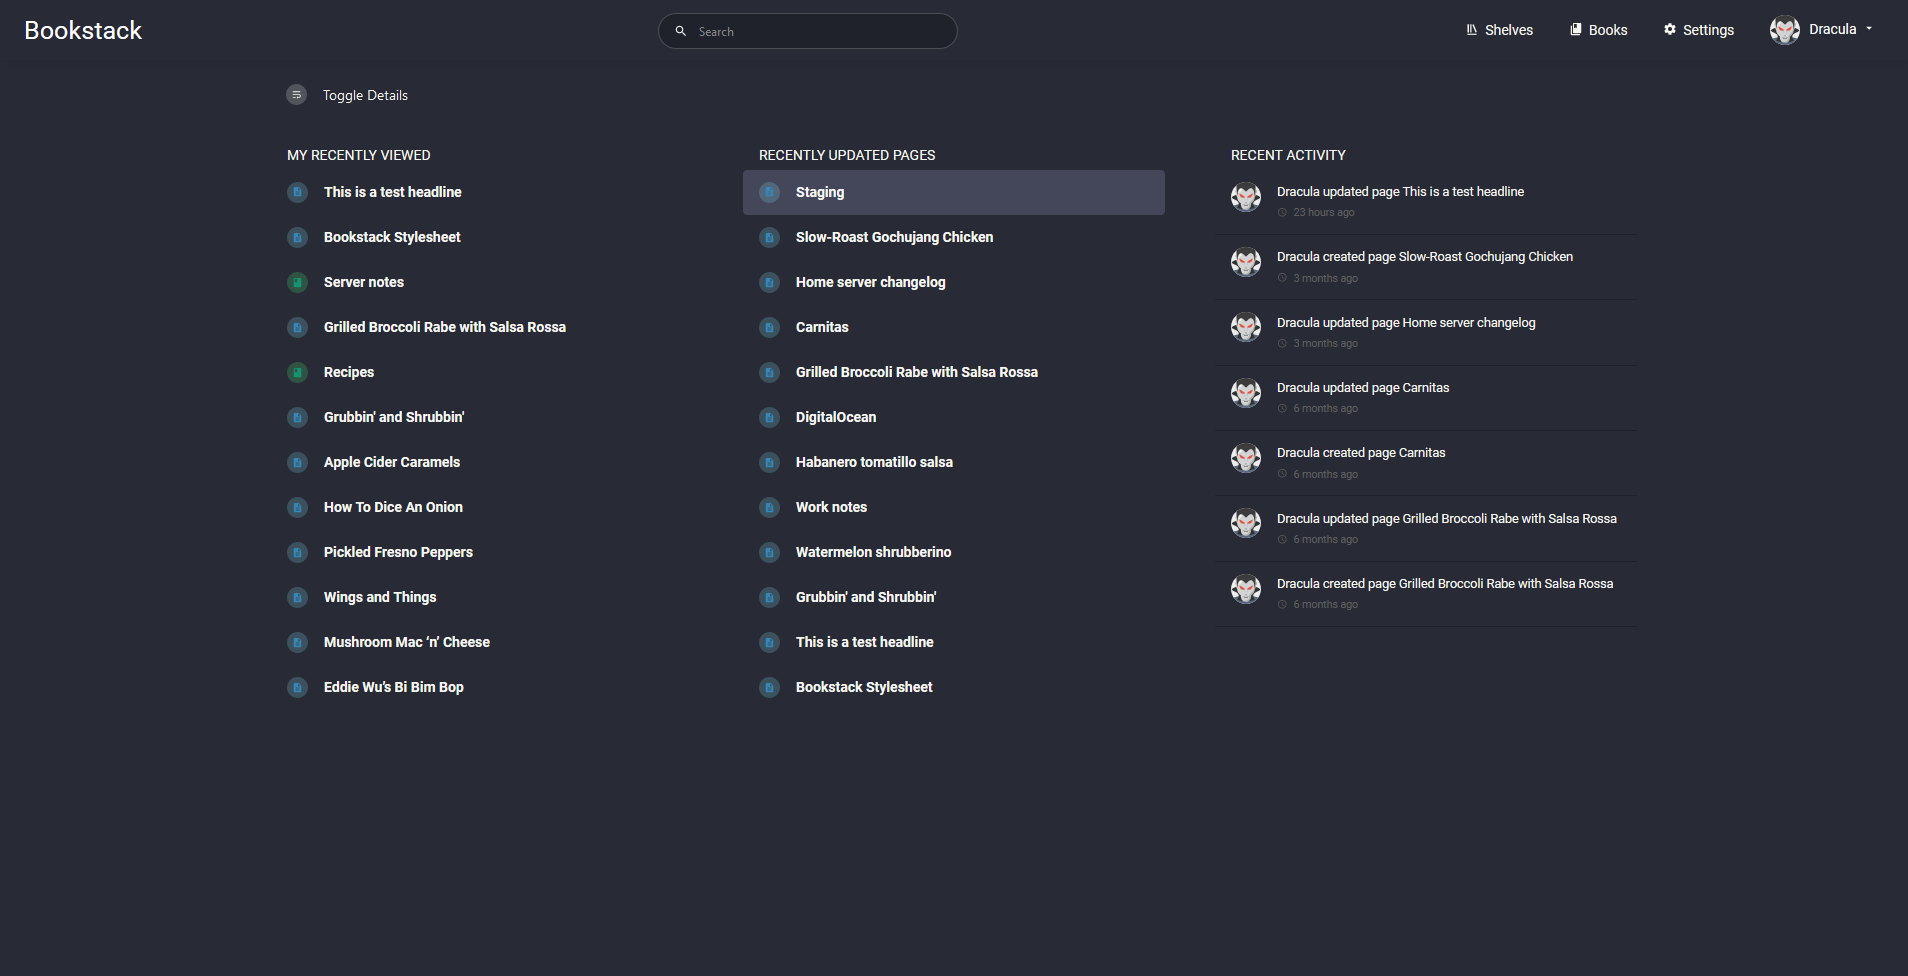 Bookstack
Search
Shelves
Books
Settings
Dracula
Toggle Details
MY RECENTLY VIEWED
This is a test headline
Bookstack Stylesheet
Server notes
Grilled Broccoli Rabe with Salsa Rossa
Recipes
Grubbin' and Shrubbin'
Apple Cider Caramels
How To Dice An Onion
Pickled Fresno Peppers
Wings and Things
Mushroom Mac ‘n’ Cheese
Eddie Wu’s Bi Bim Bop
RECENTLY UPDATED PAGES
Staging
Slow-Roast Gochujang Chicken
Home server changelog
Carnitas
Grilled Broccoli Rabe with Salsa Rossa
DigitalOcean
Habanero tomatillo salsa
Work notes
Watermelon shrubberino
Grubbin' and Shrubbin'
This is a test headline
Bookstack Stylesheet
RECENT ACTIVITY
Dracula updated page This is a test headline
23 hours ago
Dracula created page Slow-Roast Gochujang Chicken
3 months ago
Dracula updated page Home server changelog
3 months ago
Dracula updated page Carnitas
6 months ago
Dracula created page Carnitas
6 months ago
Dracula updated page Grilled Broccoli Rabe with Salsa Rossa
6 months ago
Dracula created page Grilled Broccoli Rabe with Salsa Rossa
6 months ago